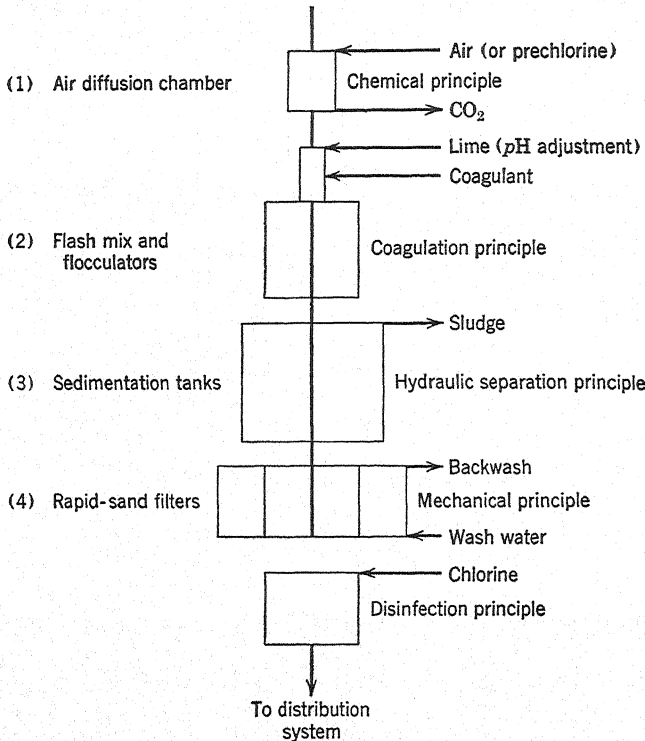 Air (or prechlorine)
(1) Air diffusion chamber
Chemical principle
CO₂
Lime (pH adjustment)
Coagulant
(2) Flash mix and
flocculators
Coagulation principle
Sludge
(3) Sedimentation tanks
Hydraulic separation principle
Backwash
(4) Rapid-sand filters
Mechanical principle
Wash water
Chlorine
Disinfection principle
To distribution
system